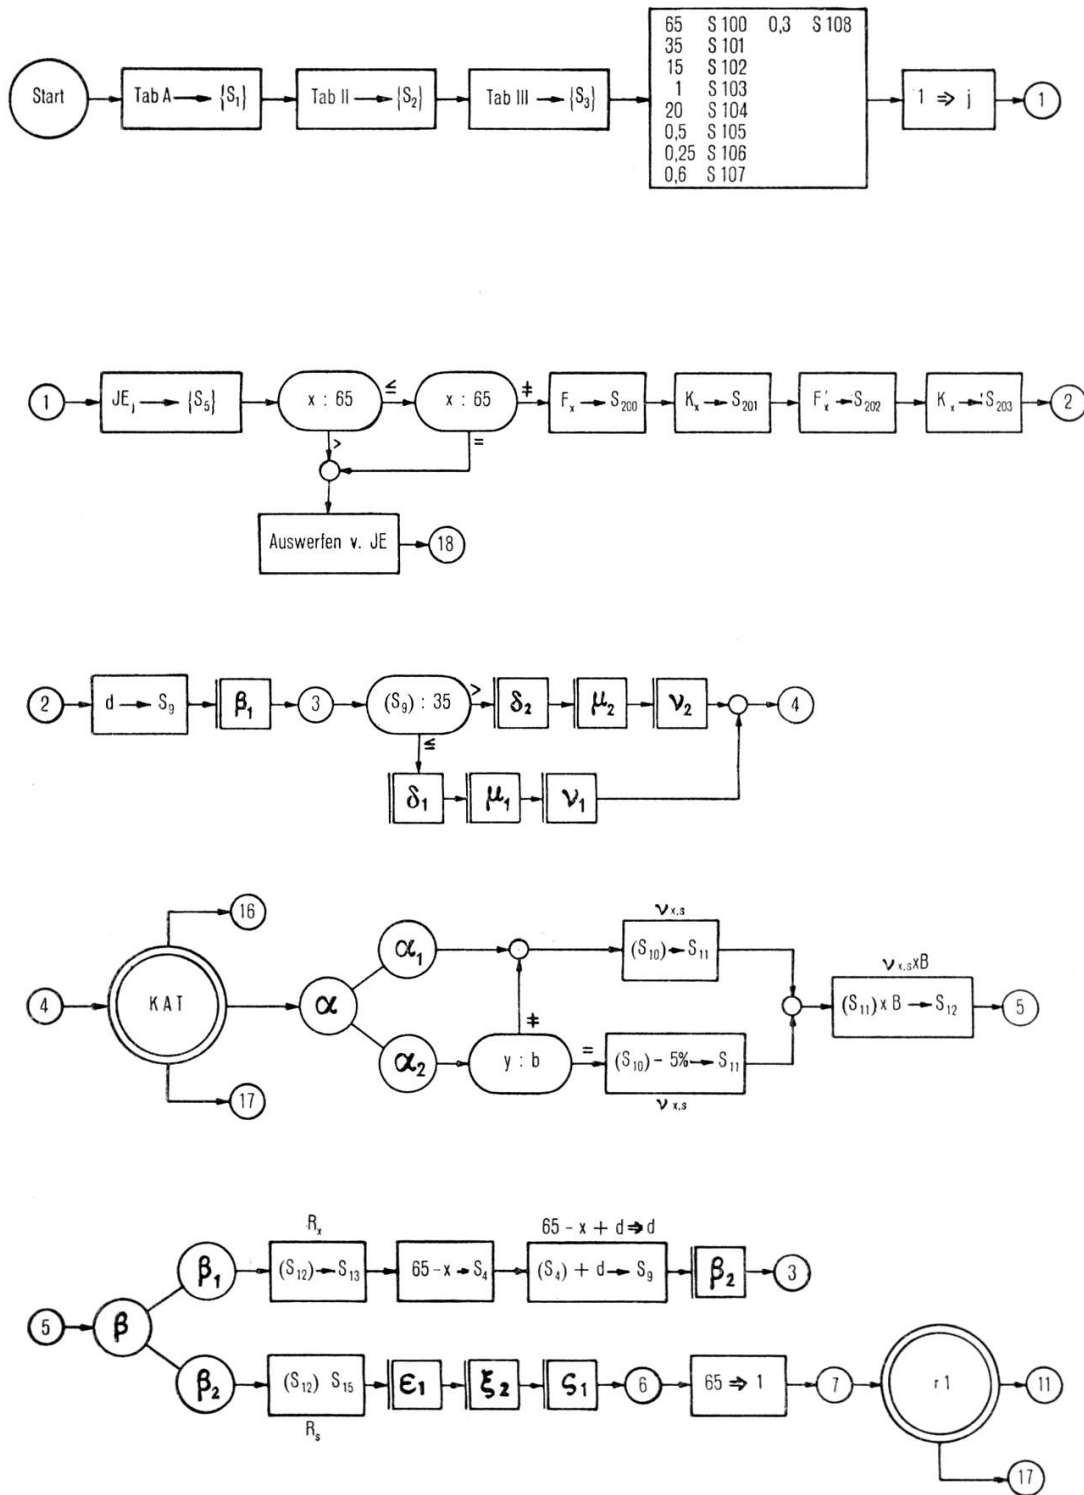 Start
Tab A → {S₁}
Tab II → {S₂}
Tab III → {S₃}
65 S 100 0,3 S 108
35 S 101
15 S 102
1 S 103
20 S 104
0,5 S 105
0,25 S 106
0,6 S 107
1 ⇒ j
1
1
JEⱼ → {S₅}
x : 65
≤
>
x : 65
≠
=
Fₓ → S₂₀₀
Kₓ → S₂₀₁
F'ₓ → S₂₀₂
Kₓ → 'S₂₀₃
2
Auswerfen v. JE
18
2
d → S₉
β₁
3
(S₉) : 35
>
≤
δ₂
μ₂
ν₂
4
δ₁
μ₁
ν₁
4
KAT
16
17
α
α₁
α₂
y : b
≠
=
ν x,s
(S₁₀) → S₁₁
(S₁₀) – 5% → S₁₁
ν x,s
ν x,s x B
(S₁₁) x B → S₁₂
5
5
β
β₁
Rₓ
(S₁₂) → S₁₃
65 - x → S₄
65 - x + d ⇒ d
(S₄) + d → S₉
β₂
3
β₂
(S₁₂) S₁₅
Rₛ
ε₁
ξ₂
ς₁
6
65 ⇒ 1
7
r1
11
17